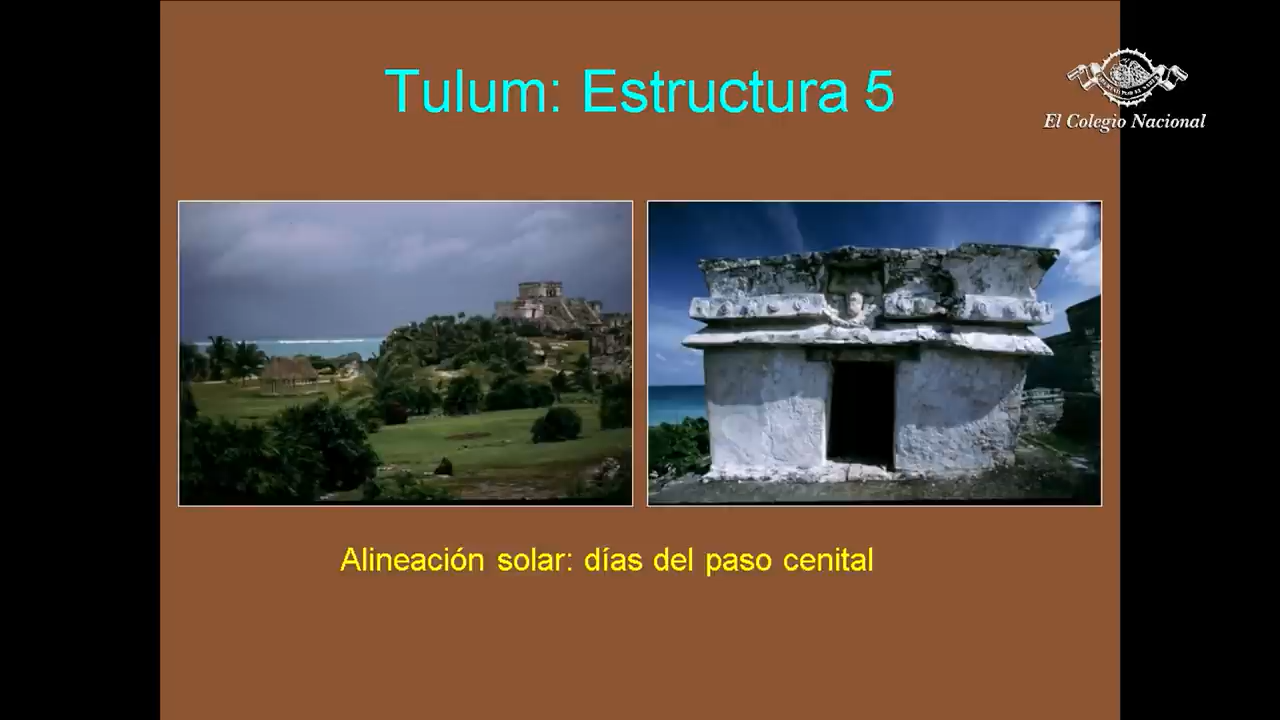 Tulum: Estructura 5
El Colegio Nacional
Alineación solar: días del paso cenital